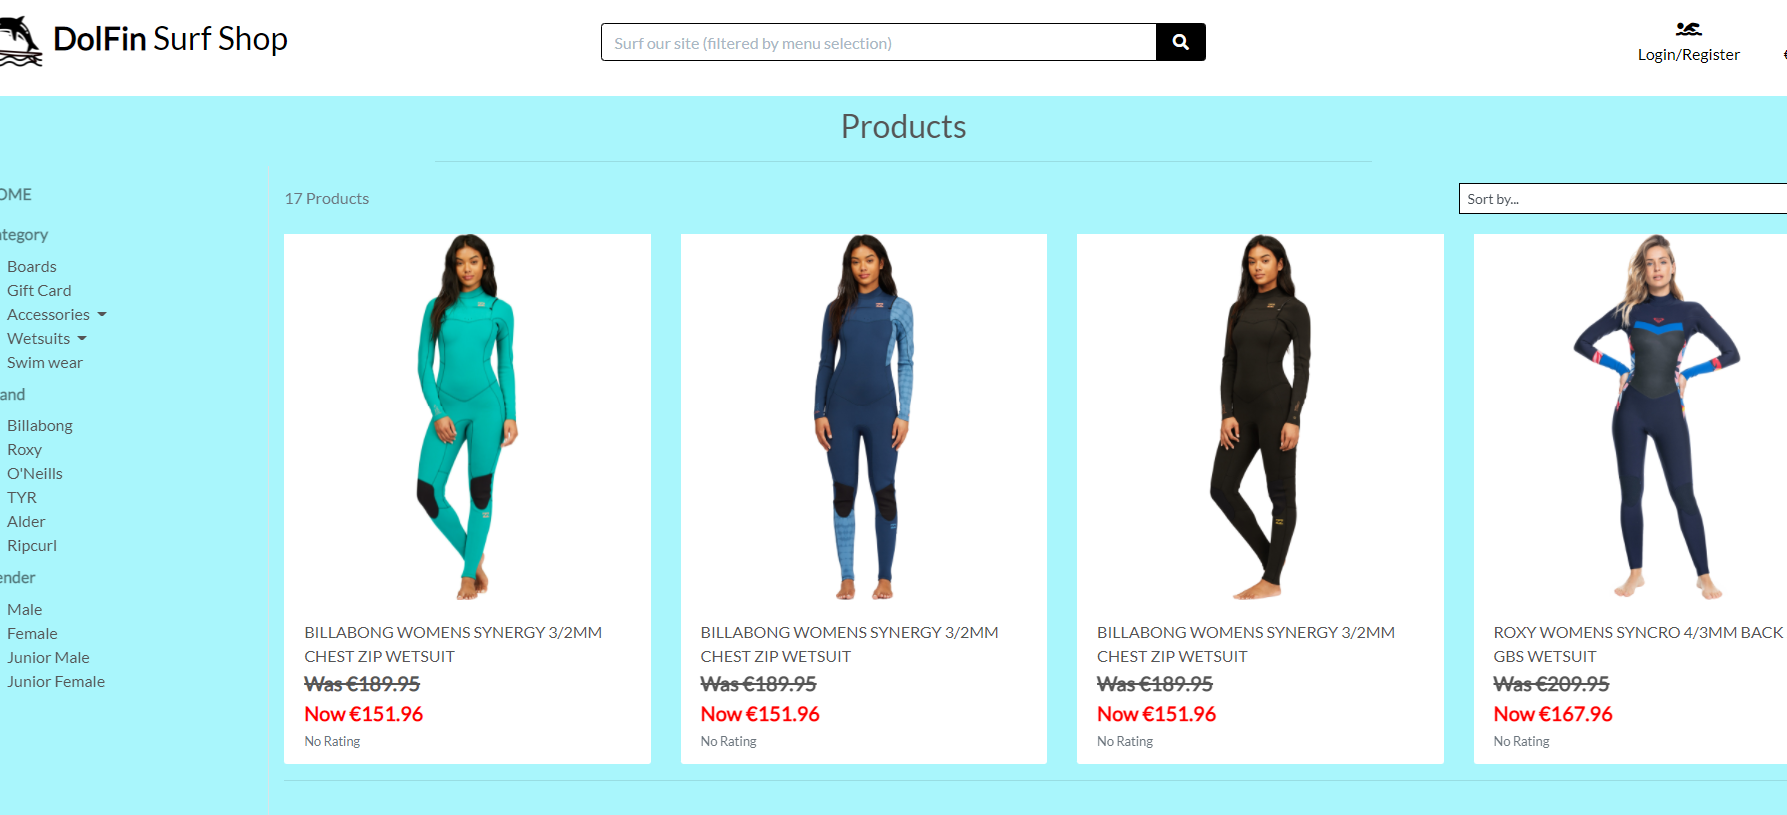 DolFin Surf Shop
Surf our site (filtered by menu selection)
Login/Register
Products
OME
17 Products
Sort by...
tegory
Boards
Gift Card
Accessories
Wetsuits
Swim wear
and
Billabong
Roxy
O'Neills
TYR
Alder
Ripcurl
ender
Male
Female
Junior Male
Junior Female
BILLABONG WOMENS SYNERGY 3/2MM
CHEST ZIP WETSUIT
Was €189.95
Now €151.96
No Rating
BILLABONG WOMENS SYNERGY 3/2MM
CHEST ZIP WETSUIT
Was €189.95
Now €151.96
No Rating
BILLABONG WOMENS SYNERGY 3/2MM
CHEST ZIP WETSUIT
Was €189.95
Now €151.96
No Rating
ROXY WOMENS SYNCRO 4/3MM BACK
GBS WETSUIT
Was €209.95
Now €167.96
No Rating